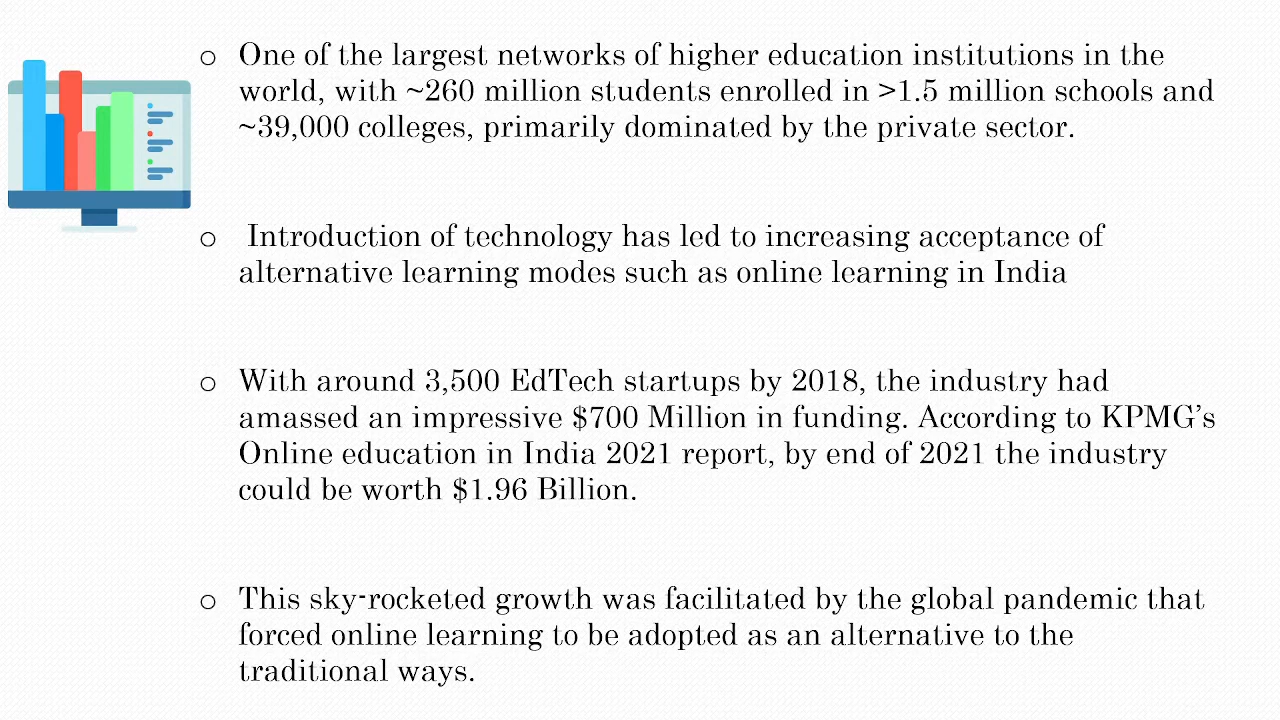 o One of the largest networks of higher education institutions in the
world, with ~260 million students enrolled in >1.5 million schools and
~39,000 colleges, primarily dominated by the private sector.
o Introduction of technology has led to increasing acceptance of
alternative learning modes such as online learning in India
o With around 3,500 EdTech startups by 2018, the industry had
amassed an impressive $700 Million in funding. According to KPMG’s
Online education in India 2021 report, by end of 2021 the industry
could be worth $1.96 Billion.
o This sky-rocketed growth was facilitated by the global pandemic that
forced online learning to be adopted as an alternative to the
traditional ways.